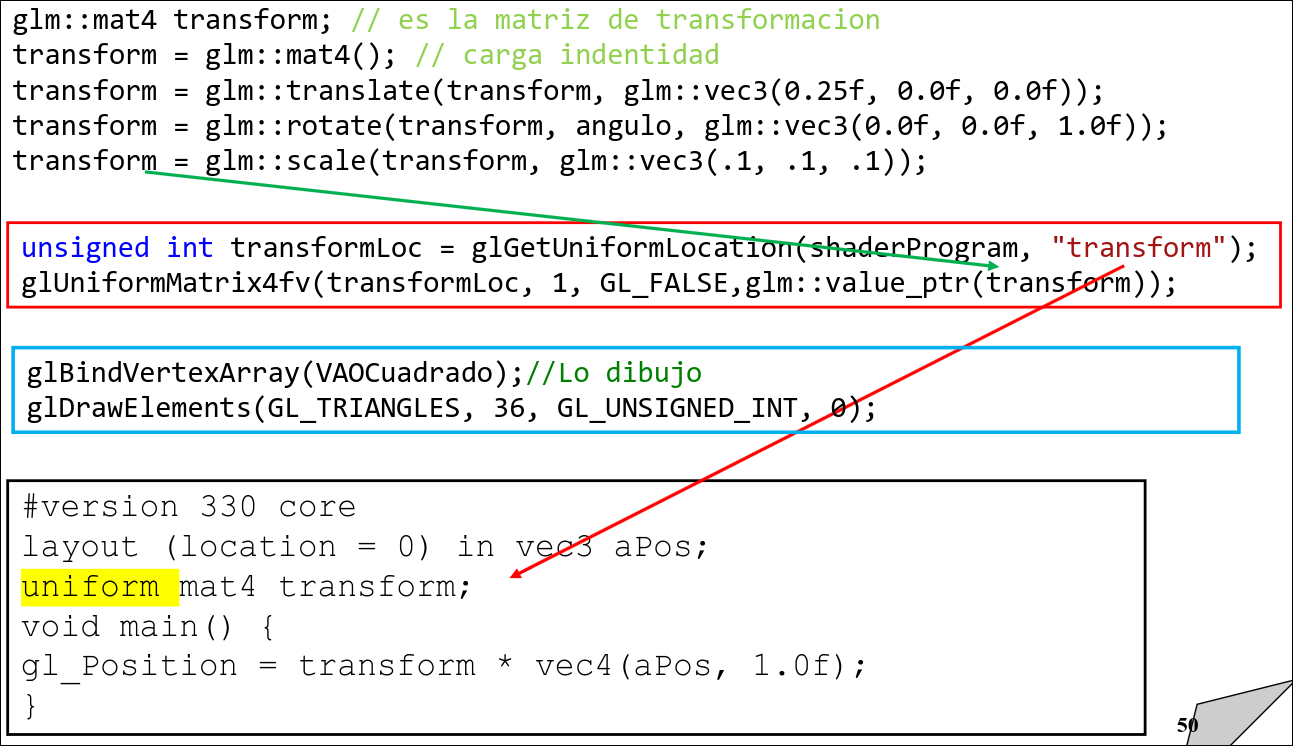 glm::mat4 transform; // es la matriz de transformacion
transform = glm::mat4(); // carga indentidad
transform = glm::translate(transform, glm::vec3(0.25f, 0.0f, 0.0f));
transform = glm::rotate(transform, angulo, glm::vec3(0.0f, 0.0f, 1.0f));
transform = glm::scale(transform, glm::vec3(.1, .1, .1));
unsigned int transformLoc = glGetUniformLocation(shaderProgram, "transform");
glUniformMatrix4fv(transformLoc, 1, GL_FALSE,glm::value_ptr(transform));
glBindVertexArray(VAOCuadrado);//Lo dibujo
glDrawElements(GL_TRIANGLES, 36, GL_UNSIGNED_INT, 0);
#version 330 core
layout (location = 0) in vec3 aPos;
uniform mat4 transform;
void main() {
gl_Position = transform * vec4(aPos, 1.0f);
}
50